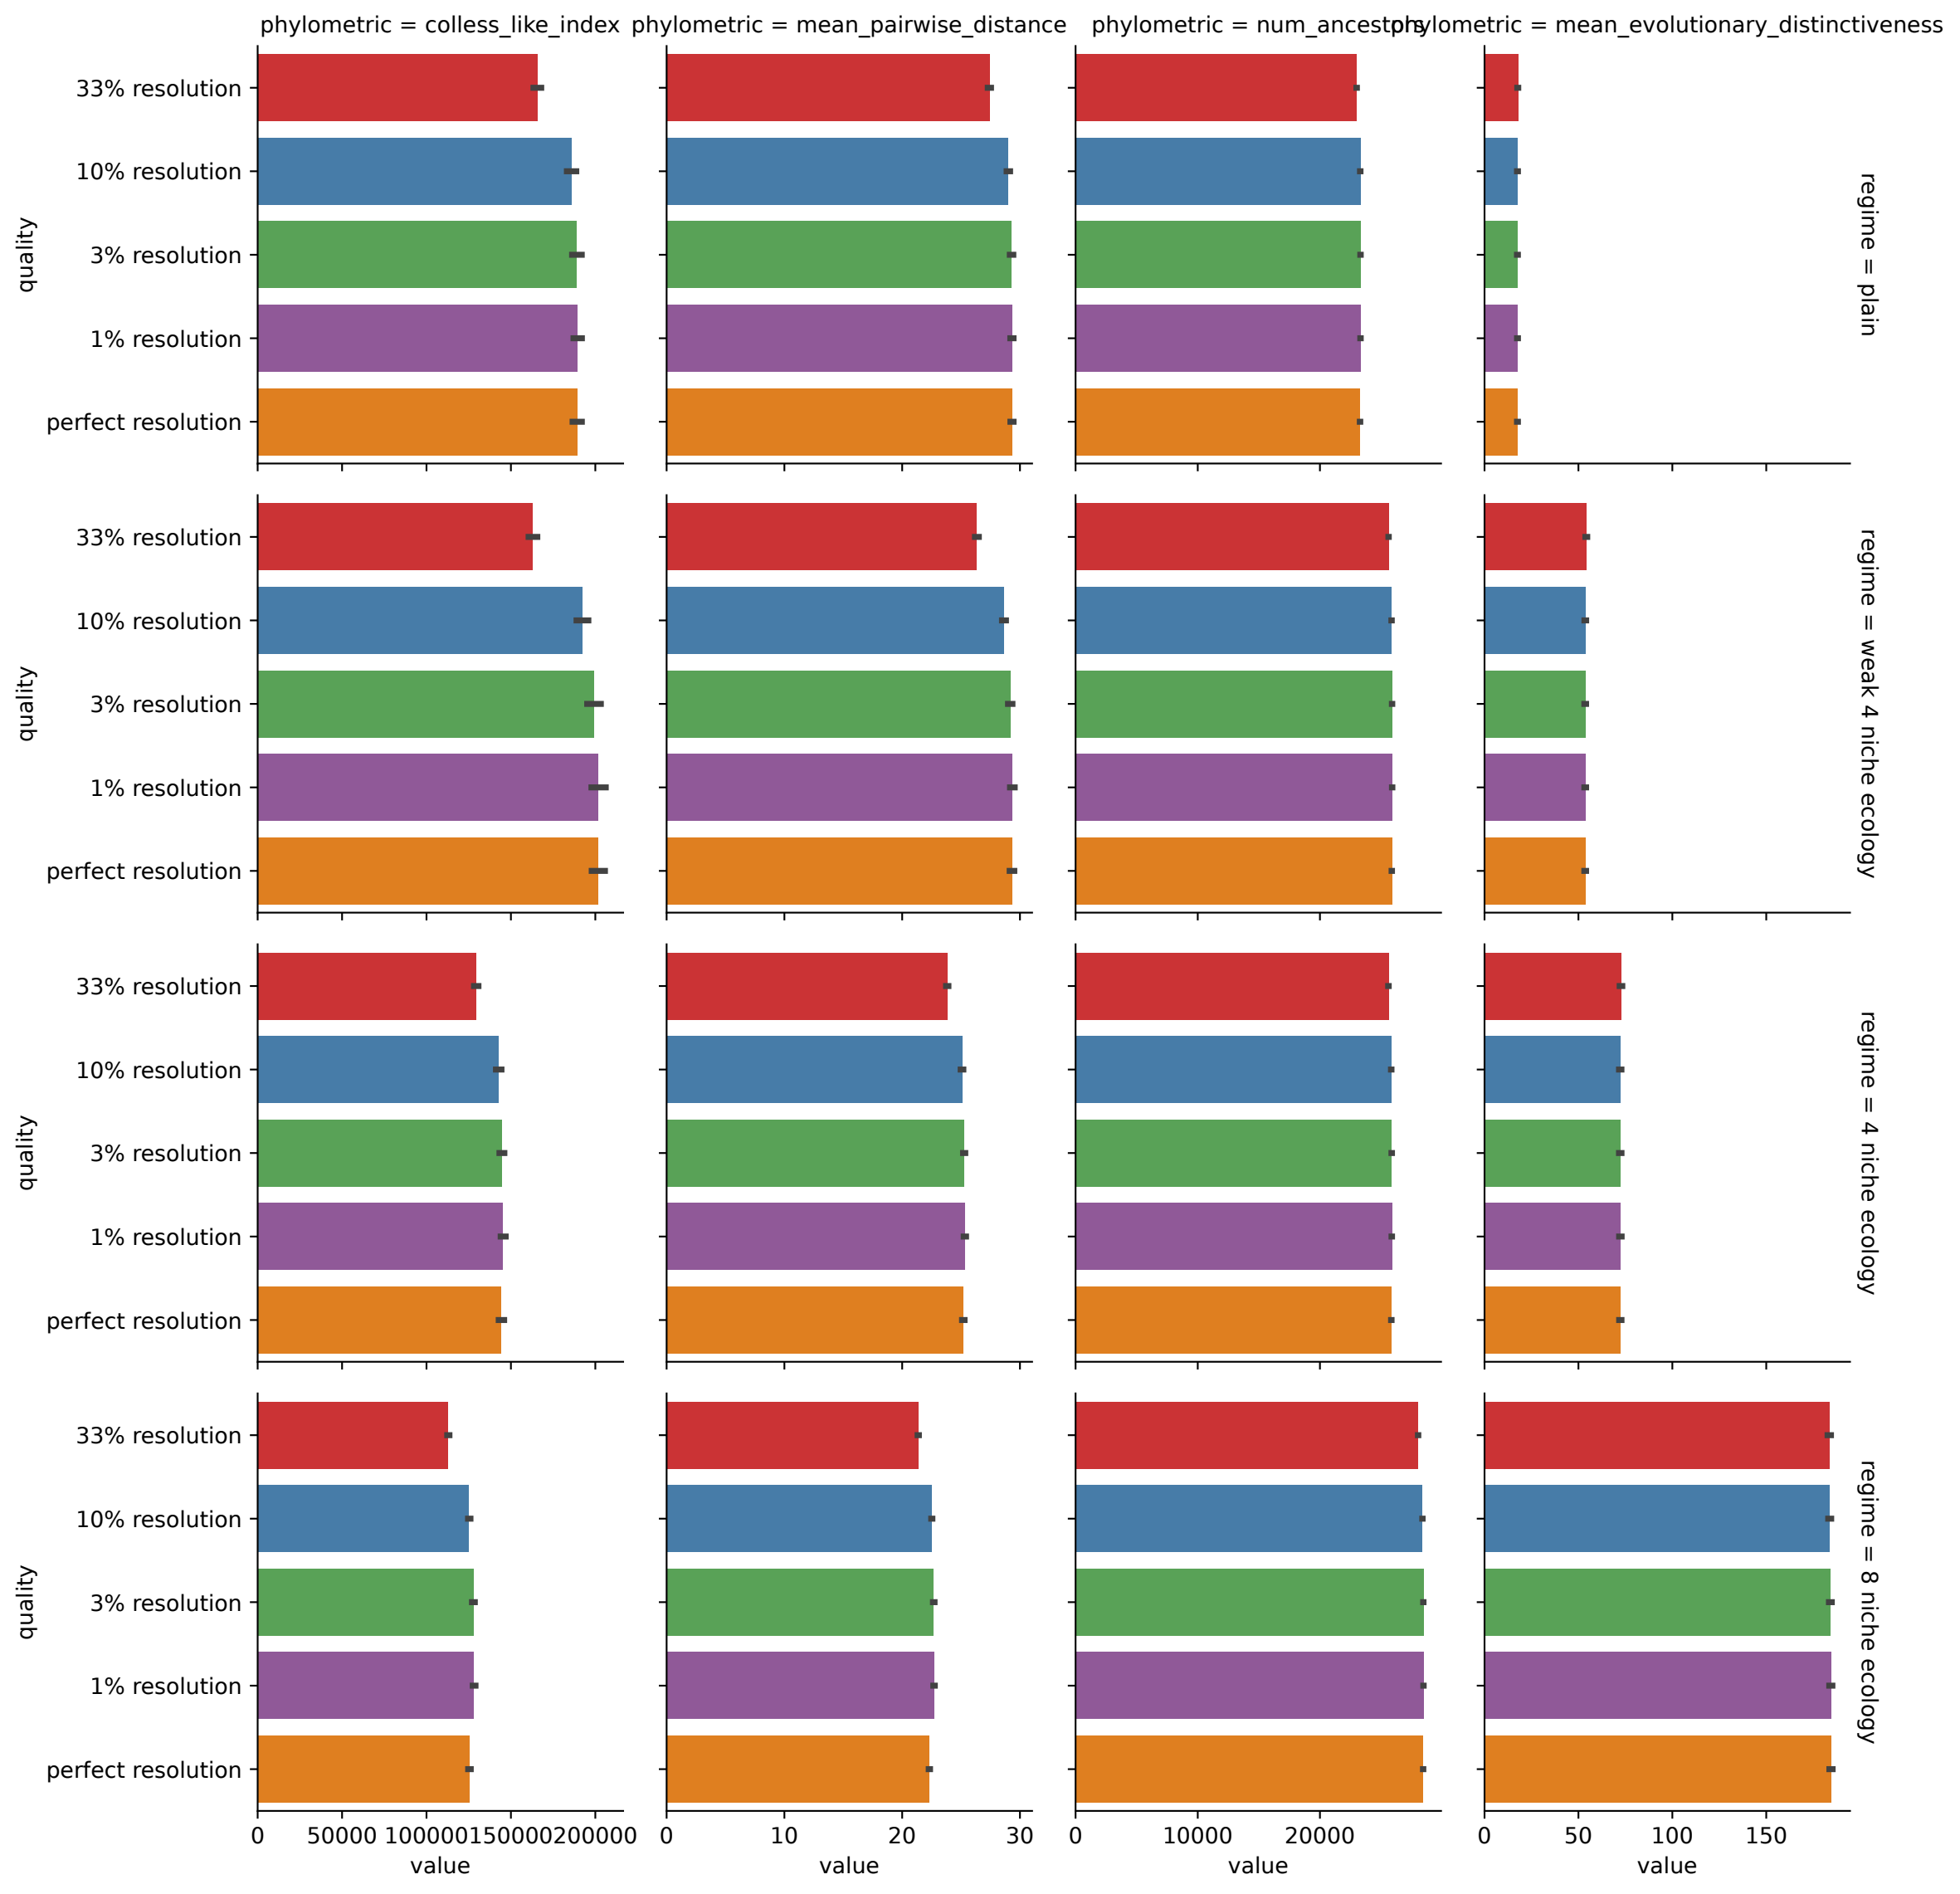 phylometric = colless_like_index
phylometric = mean_pairwise_distance
phylometric = num_ancestors
phylometric = mean_evolutionary_distinctiveness
quality
33% resolution
10% resolution
3% resolution
1% resolution
perfect resolution
regime = plain
quality
33% resolution
10% resolution
3% resolution
1% resolution
perfect resolution
regime = weak 4 niche ecology
quality
33% resolution
10% resolution
3% resolution
1% resolution
perfect resolution
regime = 4 niche ecology
quality
33% resolution
10% resolution
3% resolution
1% resolution
perfect resolution
regime = 8 niche ecology
0 50000 100000 150000 200000
value
0 10 20 30
value
0 10000 20000
value
0 50 100 150
value